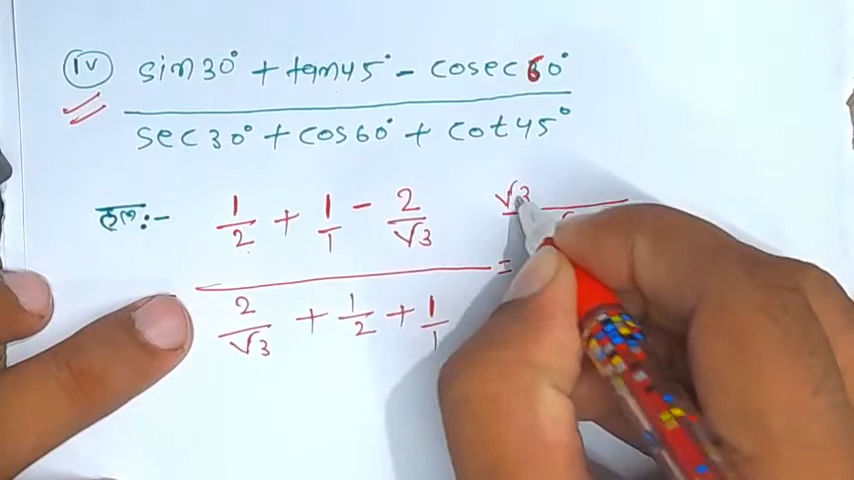 (iv) sin30° + tan45° - cosec60°
sec30° + cos60° + cot45°
हल:- 1/2 + 1/1 - 2/√3
2/√3 + 1/2 + 1/1 = √3